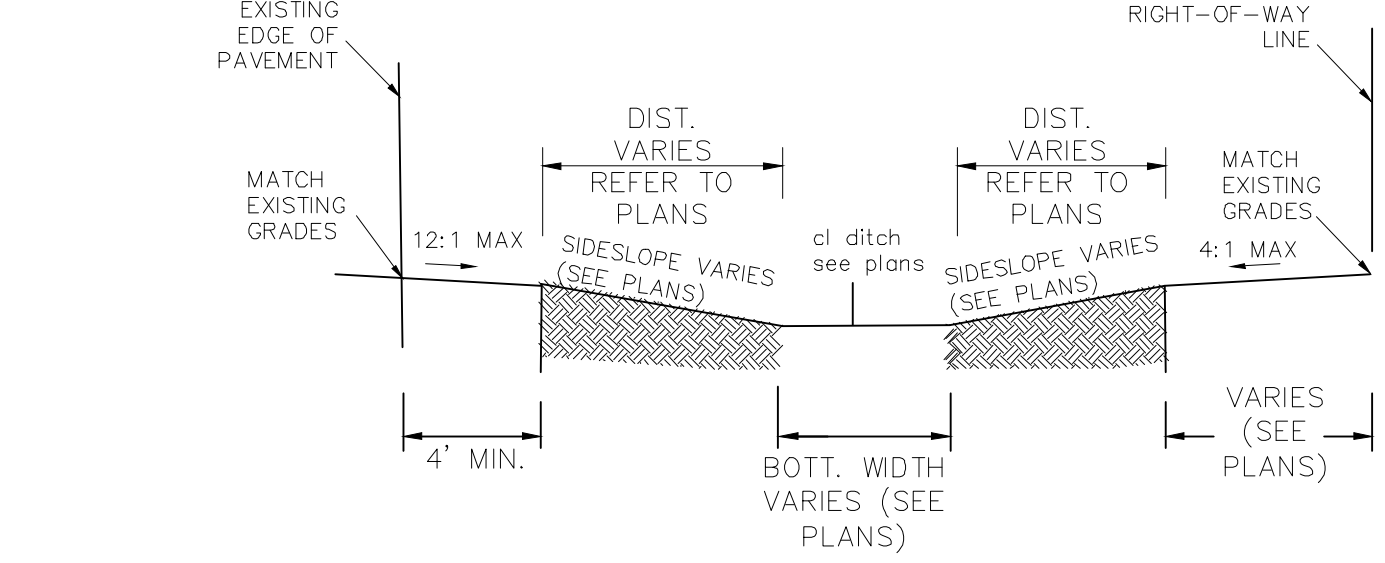 EXISTING
EDGE OF
PAVEMENT
RIGHT-OF-WAY
LINE
DIST.
VARIES
REFER TO
PLANS
DIST.
VARIES
REFER TO
PLANS
MATCH
EXISTING
GRADES
MATCH
EXISTING
GRADES
12:1 MAX
SIDESLOPE VARIES
(SEE PLANS)
cl ditch
see plans
SIDESLOPE VARIES
(SEE PLANS)
4:1 MAX
4' MIN.
BOTT. WIDTH
VARIES (SEE
PLANS)
VARIES
(SEE
PLANS)